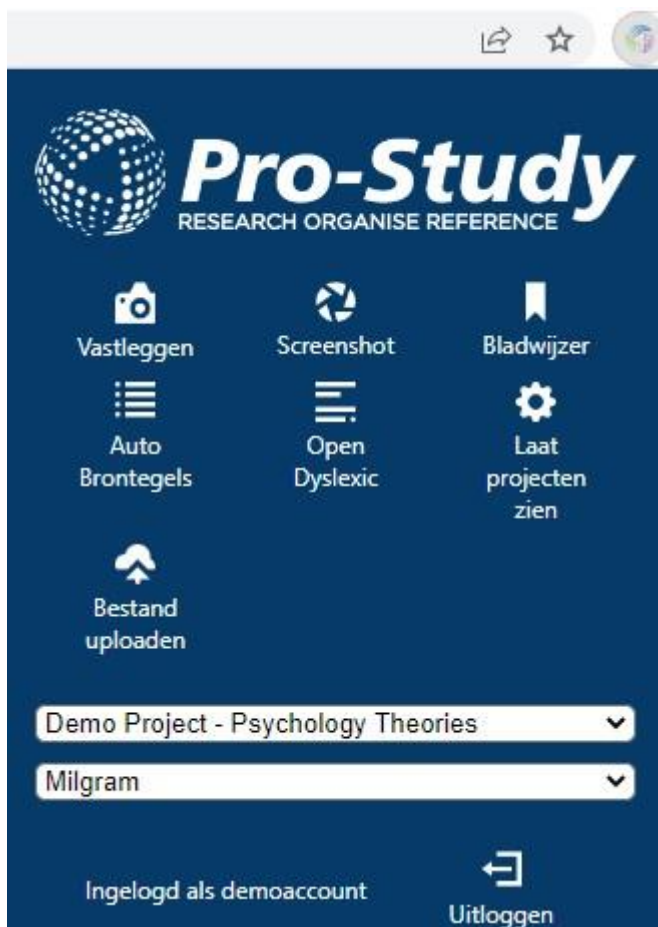 Pro-Study
RESEARCH ORGANISE REFERENCE
Vastleggen
Screenshot
Bladwijzer
Auto
Brontegels
Open
Dyslexic
Laat
projecten
zien
Bestand
uploaden
Demo Project - Psychology Theories
Milgram
Ingelogd als demoaccount
Uitloggen